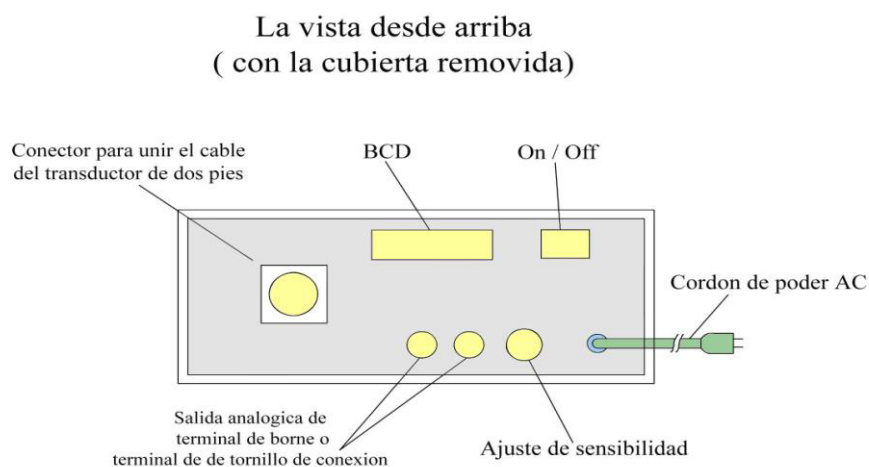 La vista desde arriba
( con la cubierta removida)
Conector para unir el cable
del transductor de dos pies
BCD
On / Off
Cordon de poder AC
Salida analogica de
terminal de borne o
terminal de de tornillo de conexion
Ajuste de sensibilidad